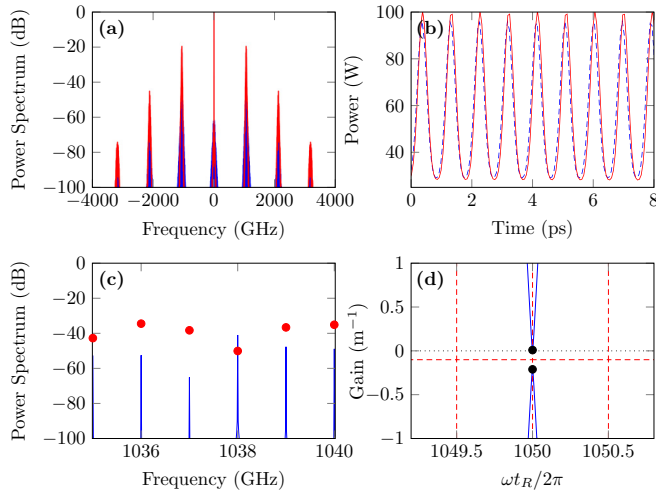 (a)
Power Spectrum (dB)
0
−20
−40
−60
−80
−100
−4000 −2000 0 2000 4000
Frequency (GHz)
(b)
Power (W)
100
80
60
40
0 2 4 6 8
Time (ps)
(c)
Power Spectrum (dB)
0
−20
−40
−60
−80
−100
1036 1038 1040
Frequency (GHz)
(d)
Gain (m⁻¹)
1
0.5
0
−0.5
−1
1049.5 1050 1050.5
ωt_R/2π